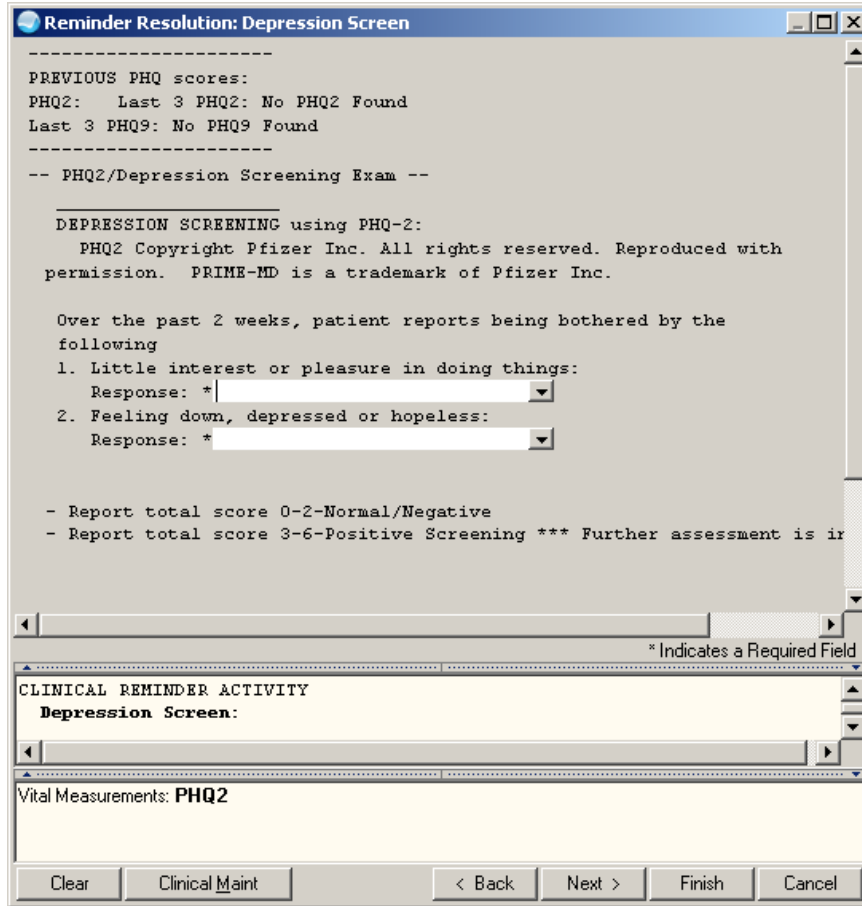 Reminder Resolution: Depression Screen
----------------------
PREVIOUS PHQ scores:
PHQ2:   Last 3 PHQ2: No PHQ2 Found
Last 3 PHQ9: No PHQ9 Found
----------------------
-- PHQ2/Depression Screening Exam --
____________________
DEPRESSION SCREENING using PHQ-2:
PHQ2 Copyright Pfizer Inc. All rights reserved. Reproduced with
permission.  PRIME-MD is a trademark of Pfizer Inc.
Over the past 2 weeks, patient reports being bothered by the
following
1. Little interest or pleasure in doing things:
Response: *
2. Feeling down, depressed or hopeless:
Response: *
- Report total score 0-2-Normal/Negative
- Report total score 3-6-Positive Screening *** Further assessment is
* Indicates a Required Field
CLINICAL REMINDER ACTIVITY
Depression Screen:
Vital Measurements: PHQ2
Clear Clinical Maint < Back Next > Finish Cancel